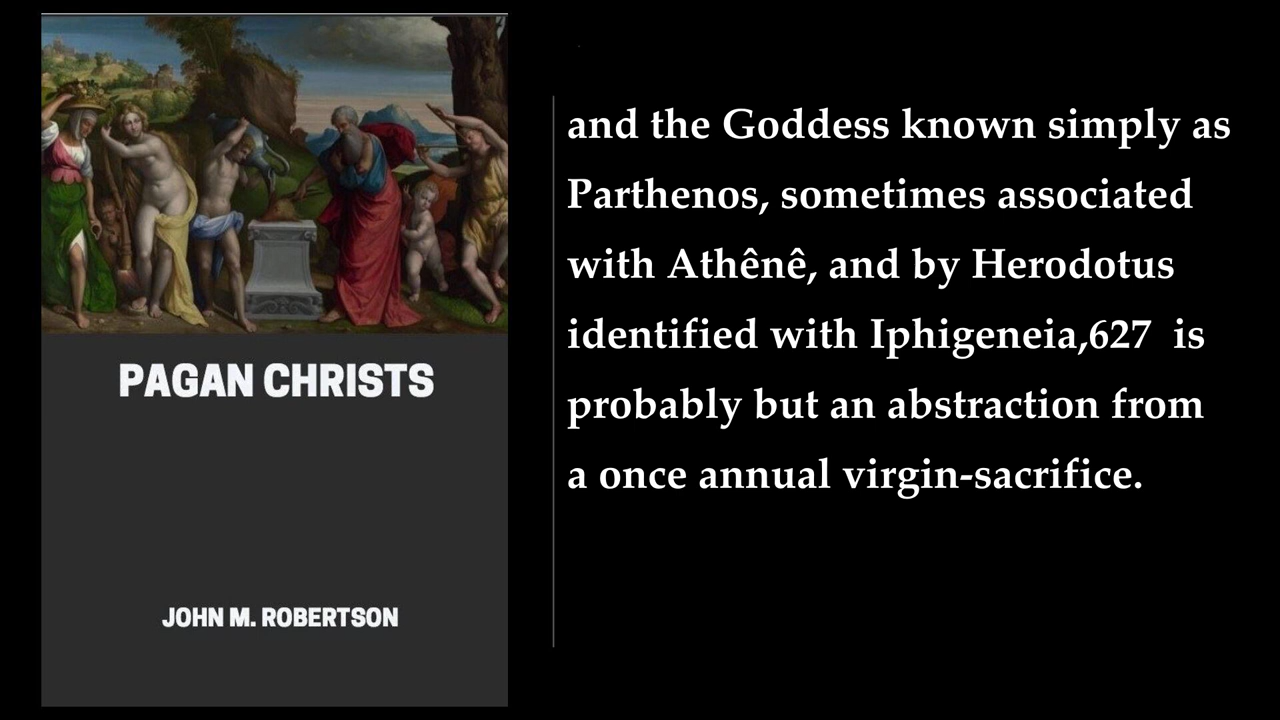 PAGAN CHRISTS
JOHN M. ROBERTSON
and the Goddess known simply as
Parthenos, sometimes associated
with Athênê, and by Herodotus
identified with Iphigeneia,627 is
probably but an abstraction from
a once annual virgin-sacrifice.